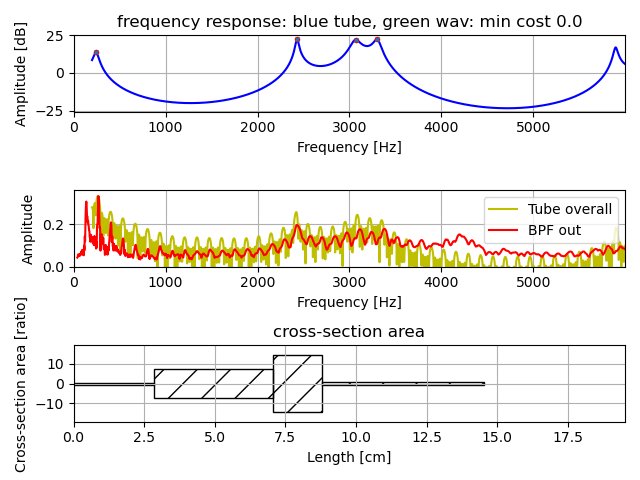 frequency response: blue tube, green wav: min cost 0.0
Amplitude [dB]
25
0
−25
0 1000 2000 3000 4000 5000
Frequency [Hz]
Amplitude
0.2
0.0
Tube overall
BPF out
0 1000 2000 3000 4000 5000
Frequency [Hz]
cross-section area
Cross-section area [ratio]
10
0
−10
0.0 2.5 5.0 7.5 10.0 12.5 15.0 17.5
Length [cm]